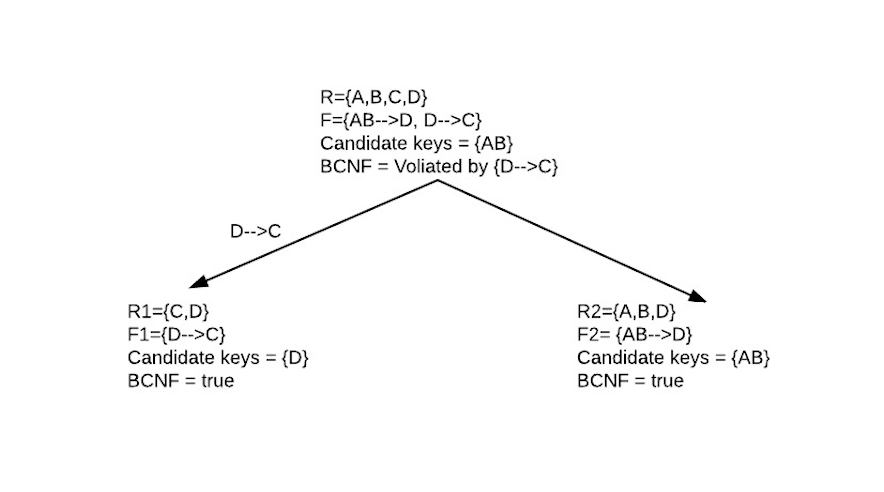 R={A,B,C,D}
F={AB-->D, D-->C}
Candidate keys = {AB}
BCNF = Voliated by {D-->C}
D-->C
R1={C,D}
F1={D-->C}
Candidate keys = {D}
BCNF = true
R2={A,B,D}
F2= {AB-->D}
Candidate keys = {AB}
BCNF = true